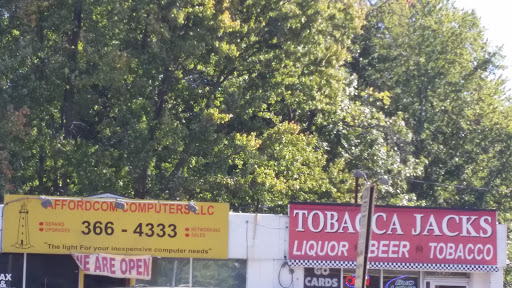 AFFORDCOM COMPUTERS LLC
REPAIRS
UPGRADES
366 - 4333
NETWORKING
SALES
"The light For your inexpensive computer needs"
WE ARE OPEN
TOBACCA JACKS
LIQUOR BEER TOBACCO
GO
CARDS